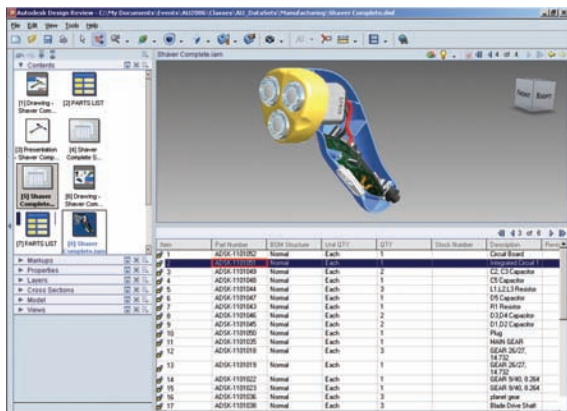 Autodesk Design Review - C:\My Documents\Events\AU2006\Classes\AU_DataSets\Manufacturing\Shaver Complete.dwf
File Edit View Tools Help
Shaver Complete.iam
4 of 4
Contents
[1] Drawing - Shaver Com...
[2] PARTS LIST
[3] Presentation - Shaver Comp...
[4] Shaver Complete S...
[5] Shaver Complete...
[6] Drawing - Shaver Com...
[7] PARTS LIST
[8] Shaver Complete.iam
Markups
Properties
Layers
Cross Sections
Model
Views
FRONT RIGHT
3 of 6
Item Part Number BOM Structure Unit QTY QTY Stock Number Description
1 ADSK-1101052 Normal Each 1 Circuit Board
ADSK-1101051 Normal Each 1 Integrated Circuit 1
3 ADSK-1101049 Normal Each 2 C2, C3 Capacitor
4 ADSK-1101048 Normal Each 1 C5 Capacitor
5 ADSK-1101044 Normal Each 3 L1,L2,L3 Resistor
6 ADSK-1101047 Normal Each 1 D5 Capacitor
7 ADSK-1101043 Normal Each 1 R1 Resistor
8 ADSK-1101046 Normal Each 2 D3,D4 Capacitor
9 ADSK-1101045 Normal Each 2 D1,D2 Capacitor
10 ADSK-1101050 Normal Each 1 Plug
11 ADSK-1101035 Normal Each 1 MAIN GEAR
12 ADSK-1101018 Normal Each 3 GEAR 26/27, 14.732
13 ADSK-1101019 Normal Each 1 GEAR 26/27, 14.732
14 ADSK-1101022 Normal Each 1 GEAR 9/40, 8.264
15 ADSK-1101023 Normal Each 1 GEAR 9/40, 8.264
16 ADSK-1101036 Normal Each 3 planet gear
17 ADSK-1101038 Normal Each 3 Blade Drive Shaft